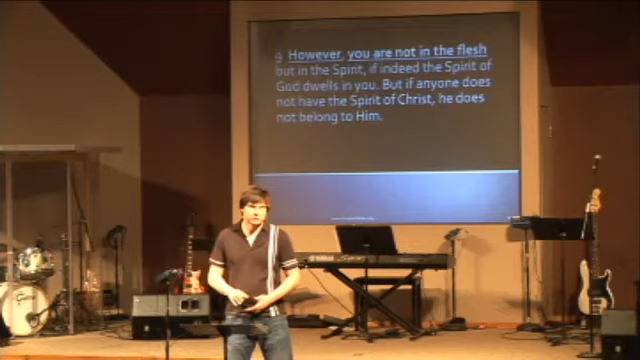 9 However, you are not in the flesh
but in the Spirit, if indeed the Spirit of
God dwells in you. But if anyone does
not have the Spirit of Christ, he does
not belong to Him.